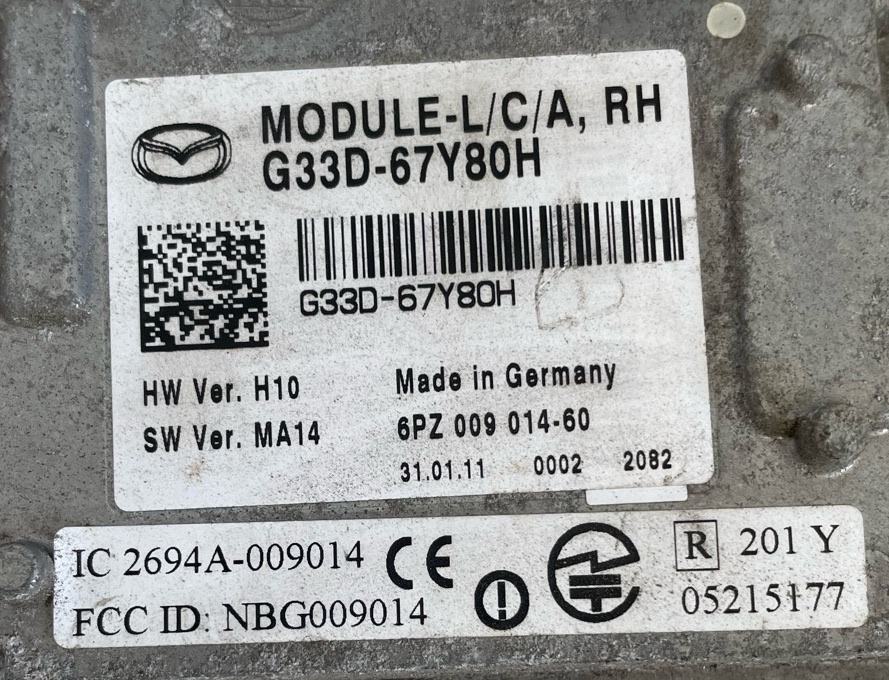 MODULE-L/C/A, RH
G33D-67Y80H
G33D-67Y80H
HW Ver. H10
Made in Germany
SW Ver. MA14
6PZ 009 014-60
31.01.11 0002 2082
IC 2694A-009014 CE
R 201 Y
FCC ID: NBG009014
05215177